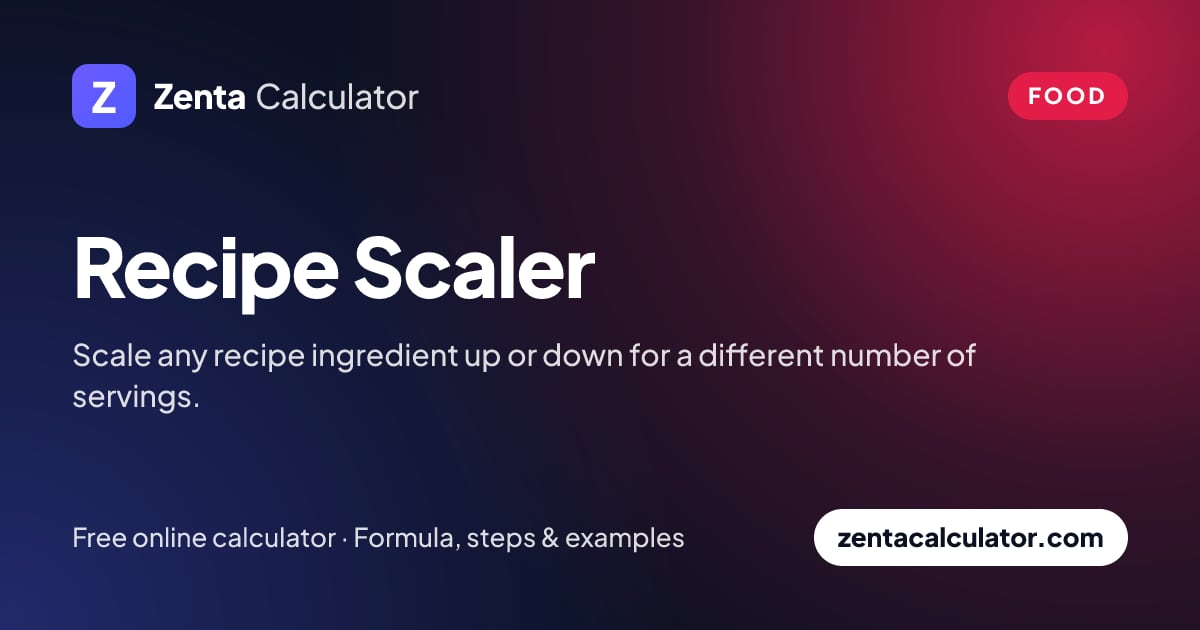 Z
Zenta Calculator
FOOD
Recipe Scaler
Scale any recipe ingredient up or down for a different number of
servings.
Free online calculator · Formula, steps & examples
zentacalculator.com